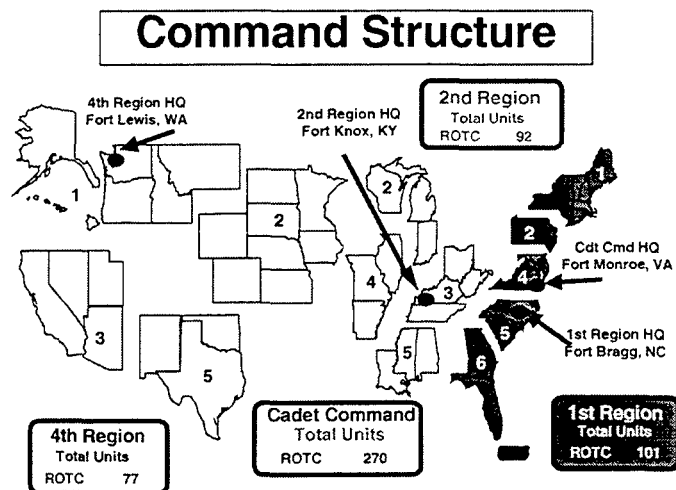 Command Structure
4th Region HQ
Fort Lewis, WA
2nd Region HQ
Fort Knox, KY
2nd Region
Total Units
ROTC 92
1
1
2
2
2
Cdt Cmd HQ
Fort Monroe, VA
4
4
3
3
5
5
5
6
1st Region HQ
Fort Bragg, NC
4th Region
Total Units
ROTC 77
Cadet Command
Total Units
ROTC 270
1st Region
Total Units
ROTC 101